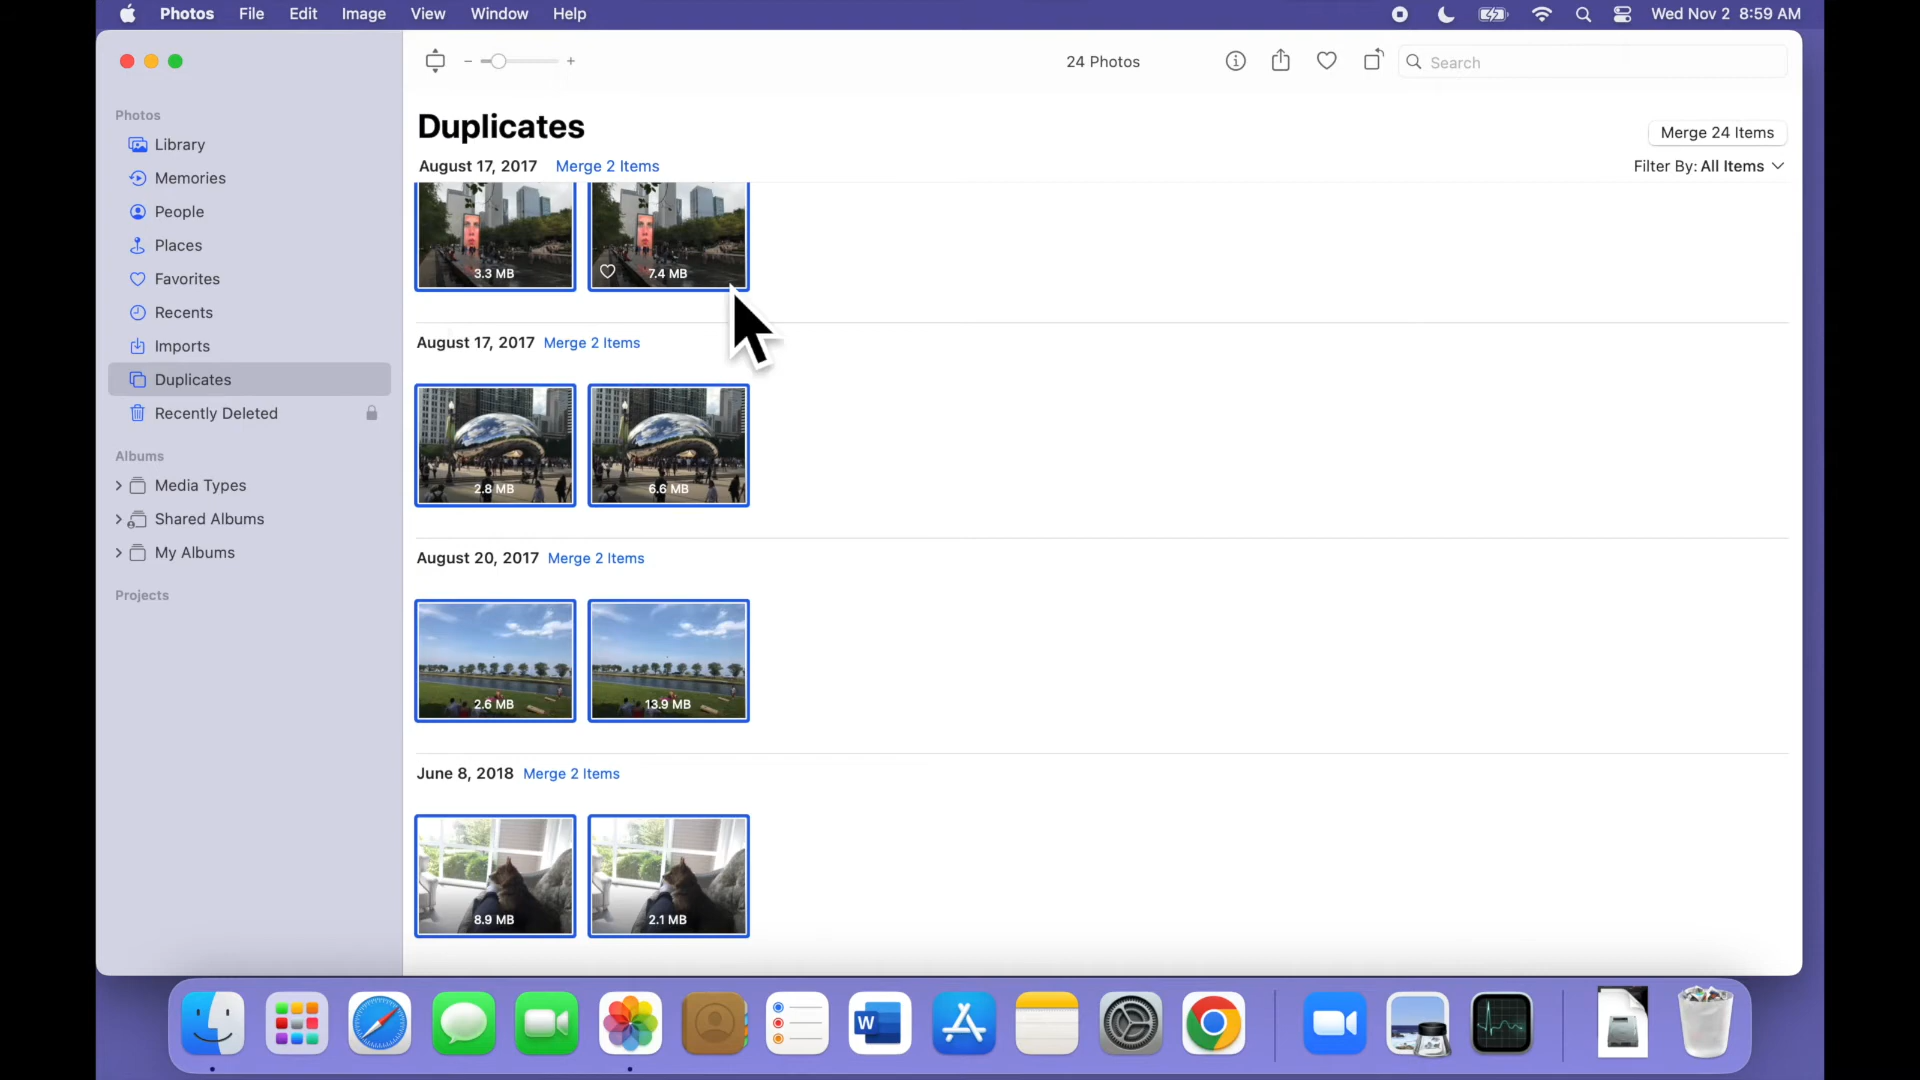 Photos File Edit Image View Window Help Wed Nov 2 8:59 AM
24 Photos Search
Photos
Library
Memories
People
Places
Favorites
Recents
Imports
Duplicates
Recently Deleted
Albums
Media Types
Shared Albums
My Albums
Projects
Duplicates
Merge 24 Items
August 17, 2017 Merge 2 Items
Filter By: All Items
3.3 MB 7.4 MB
August 17, 2017 Merge 2 Items
2.8 MB 6.6 MB
August 20, 2017 Merge 2 Items
2.6 MB 13.9 MB
June 8, 2018 Merge 2 Items
8.9 MB 2.1 MB
W